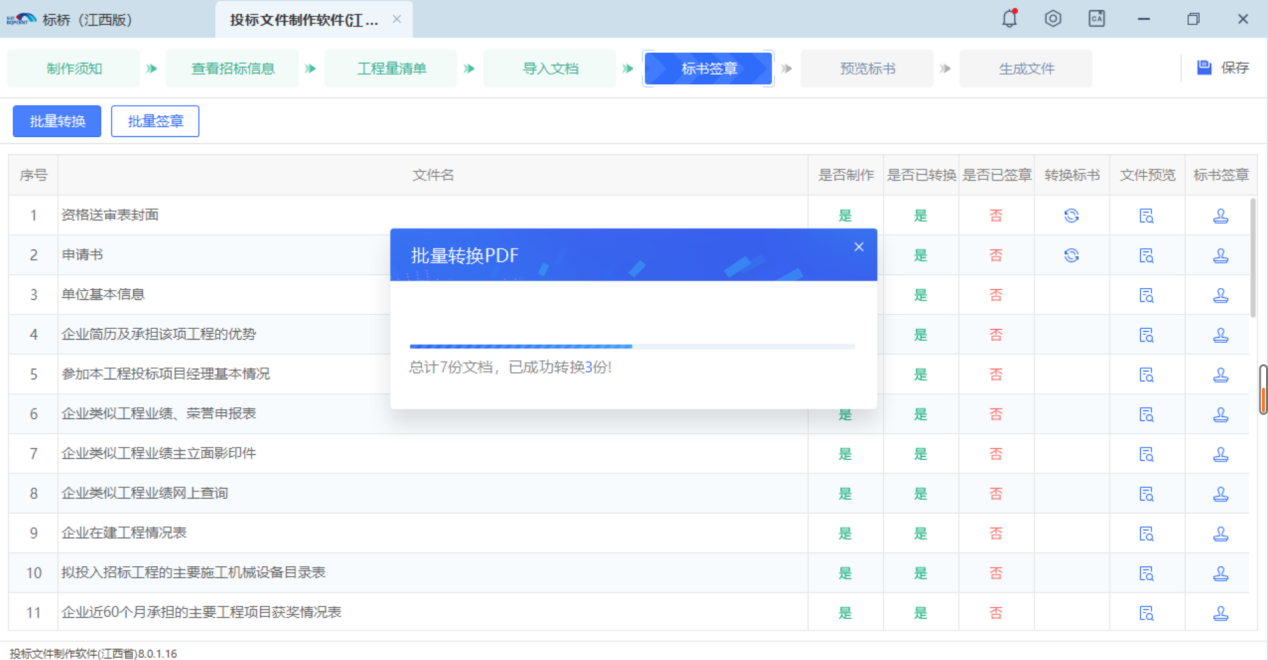 标桥（江西版）
投标文件制作软件(江...
制作须知
查看招标信息
工程量清单
导入文档
标书签章
预览标书
生成文件
保存
批量转换
批量签章
序号 文件名 是否制作 是否已转换 是否已签章 转换标书 文件预览 标书签章
1 资格送审表封面 是 是 否
2 申请书 是 否
3 单位基本信息 是 否
4 企业简历及承担该项工程的优势 是 否
5 参加本工程投标项目经理基本情况 是 否
6 企业类似工程业绩、荣誉申报表 是 是 否
7 企业类似工程业绩主立面影印件 是 是 否
8 企业类似工程业绩网上查询 是 是 否
9 企业在建工程情况表 是 是 否
10 拟投入招标工程的主要施工机械设备目录表 是 是 否
11 企业近60个月承担的主要工程项目获奖情况表 是 是 否
批量转换PDF
总计7份文档，已成功转换3份!
投标文件制作软件(江西省)8.0.1.16